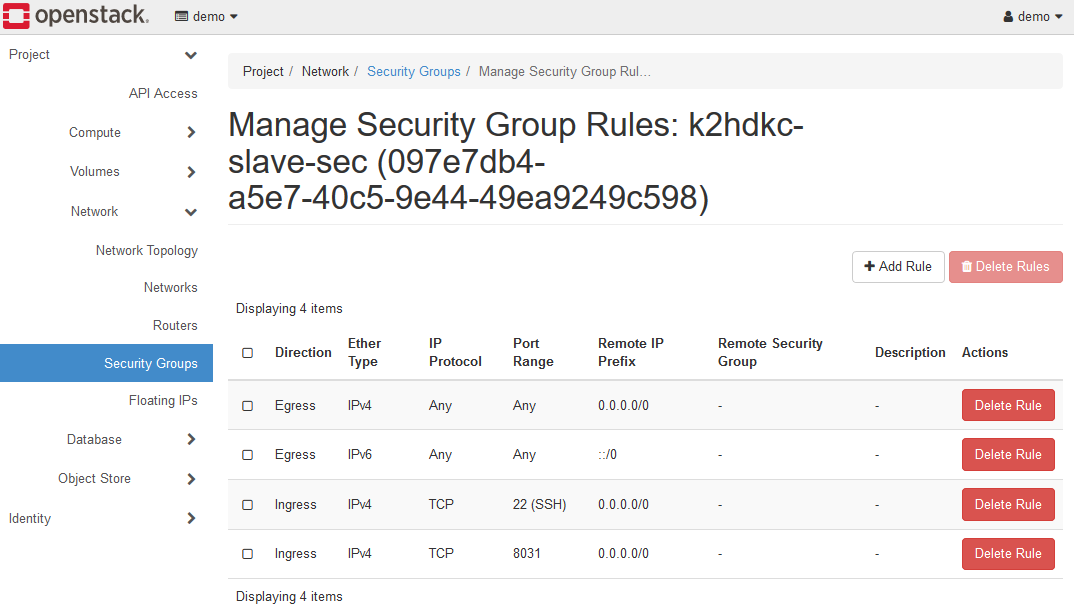 openstack. demo demo
Project
API Access
Compute
Volumes
Network
Network Topology
Networks
Routers
Security Groups
Floating IPs
Database
Object Store
Identity
Project / Network / Security Groups / Manage Security Group Rul...
Manage Security Group Rules: k2hdkc-
slave-sec (097e7db4-
a5e7-40c5-9e44-49ea9249c598)
Add Rule Delete Rules
Displaying 4 items
Direction Ether Type IP Protocol Port Range Remote IP Prefix Remote Security Group Description Actions
Egress IPv4 Any Any 0.0.0.0/0 - - Delete Rule
Egress IPv6 Any Any ::/0 - - Delete Rule
Ingress IPv4 TCP 22 (SSH) 0.0.0.0/0 - - Delete Rule
Ingress IPv4 TCP 8031 0.0.0.0/0 - - Delete Rule
Displaying 4 items